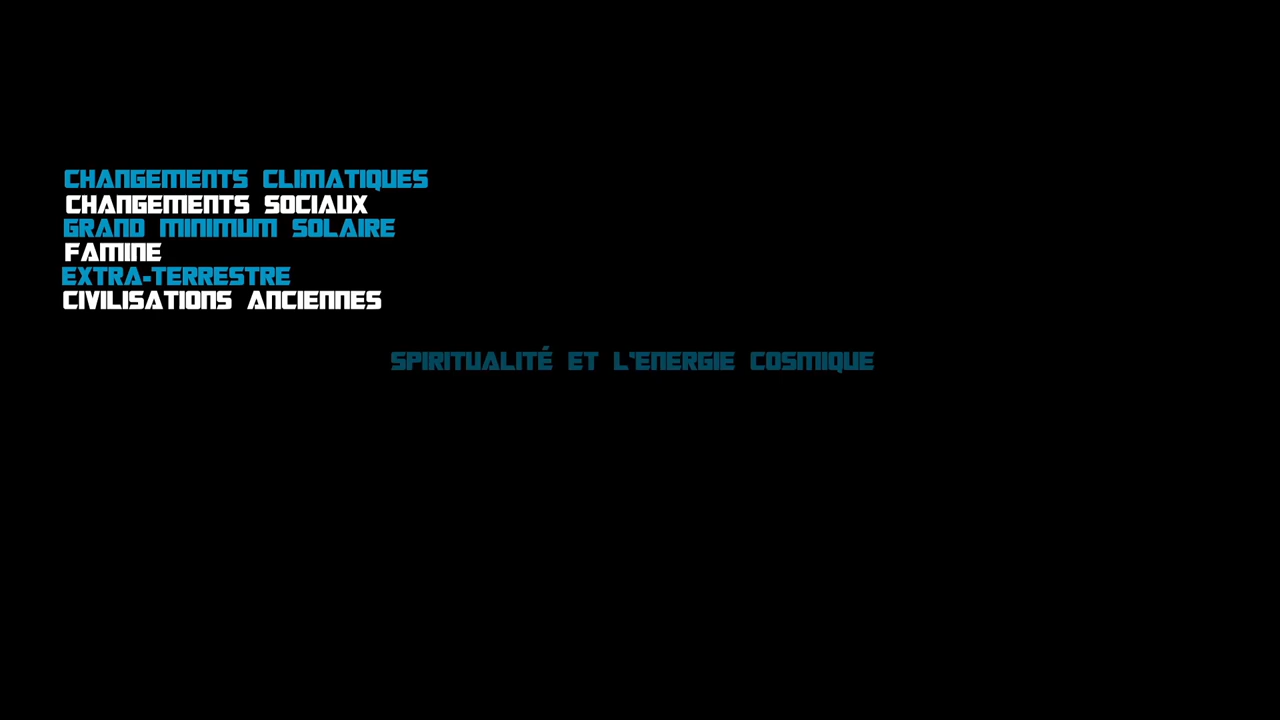 CHANGEMENTS CLIMATIQUES
CHANGEMENTS SOCIAUX
GRAND MINIMUM SOLAIRE
FAMINE
EXTRA-TERRESTRE
CIVILISATIONS ANCIENNES
SPIRITUALITÉ ET L'ENERGIE COSMIQUE